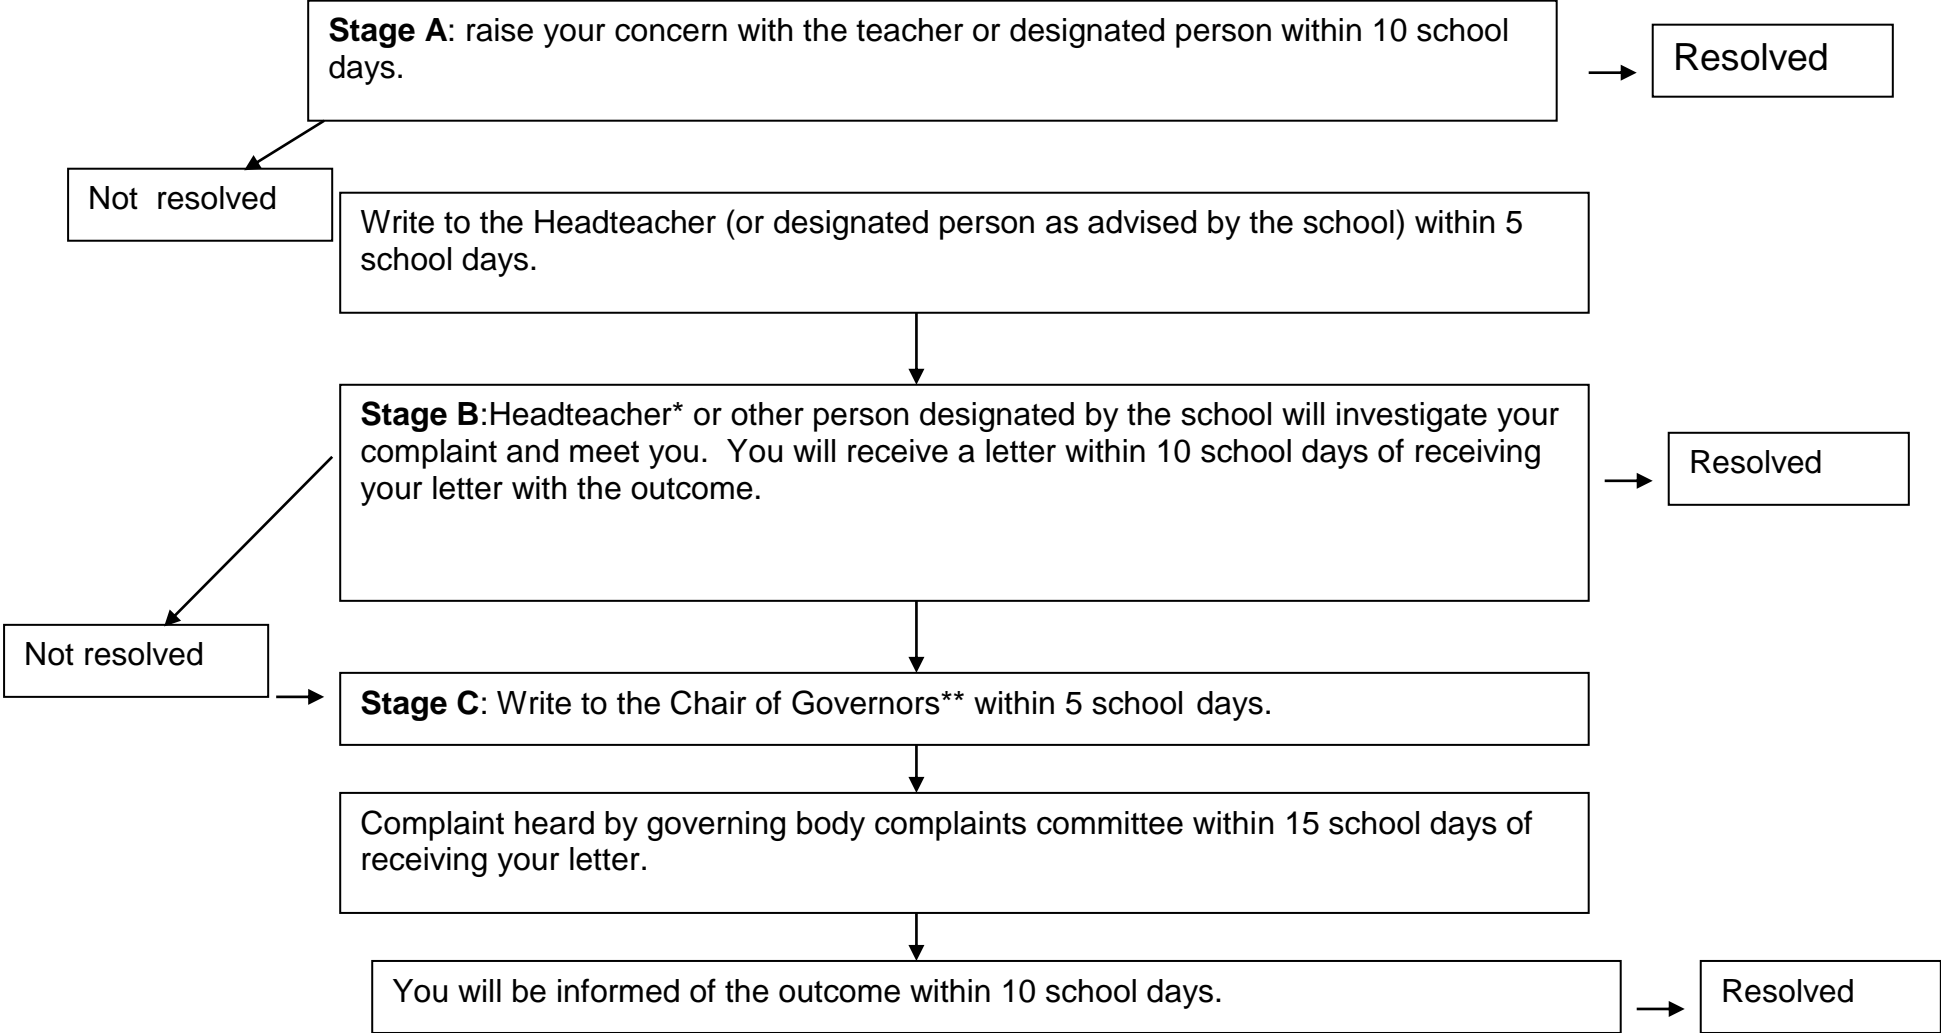 Stage A: raise your concern with the teacher or designated person within 10 school
days.
Resolved
Not resolved
Write to the Headteacher (or designated person as advised by the school) within 5
school days.
Stage B:Headteacher* or other person designated by the school will investigate your
complaint and meet you. You will receive a letter within 10 school days of receiving
your letter with the outcome.
Resolved
Not resolved
Stage C: Write to the Chair of Governors** within 5 school days.
Complaint heard by governing body complaints committee within 15 school days of
receiving your letter.
You will be informed of the outcome within 10 school days.
Resolved